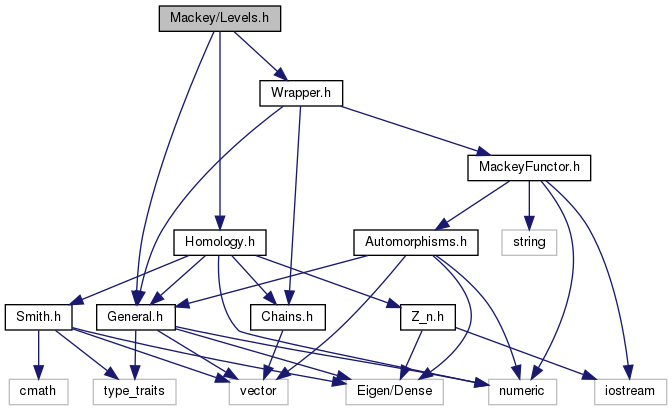 Mackey/Levels.h
Wrapper.h
MackeyFunctor.h
Homology.h
Automorphisms.h
string
Smith.h
General.h
Chains.h
Z_n.h
cmath
type_traits
vector
Eigen/Dense
numeric
iostream